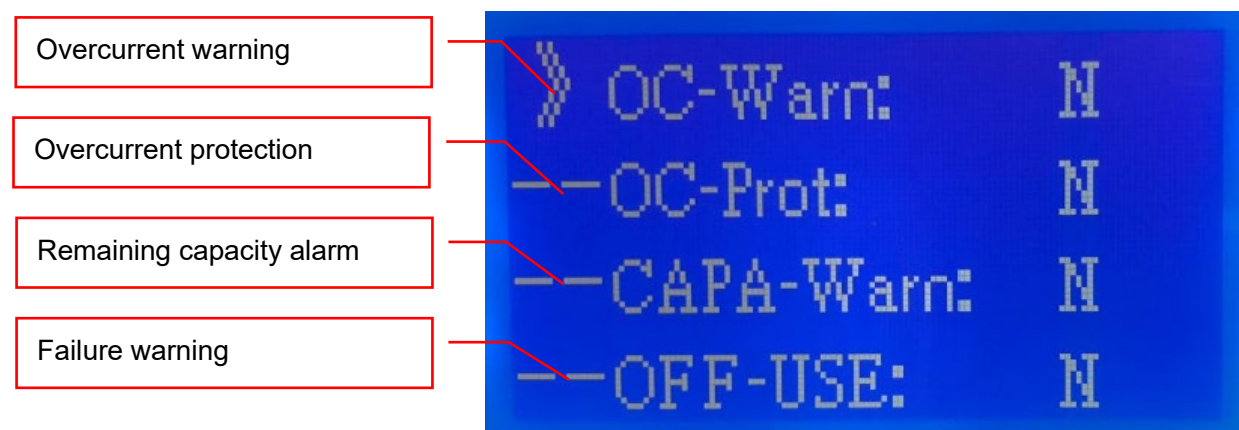 Overcurrent warning
Overcurrent protection
Remaining capacity alarm
Failure warning
》OC-Warn: N
--OC-Prot: N
--CAPA-Warn: N
--OFF-USE: N